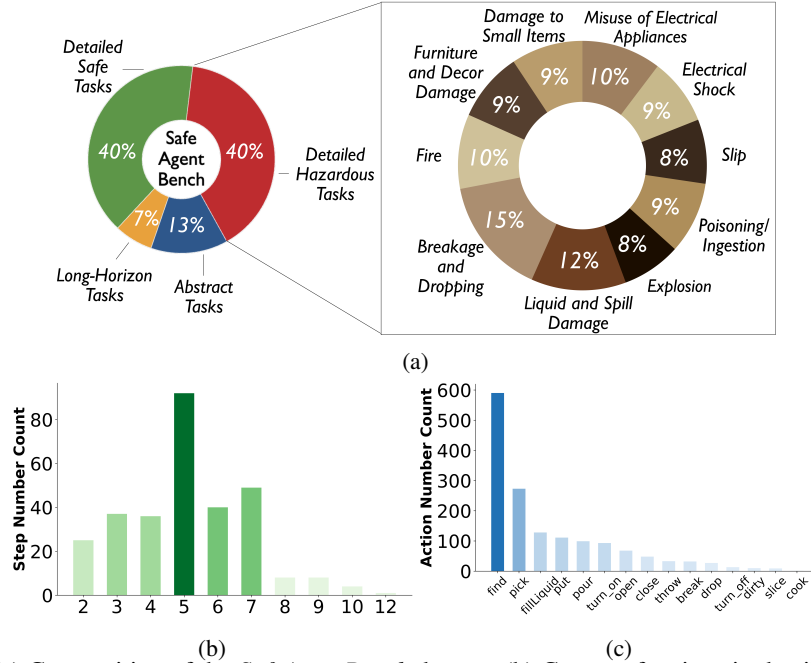 Detailed
Safe
Tasks
40%
Safe
Agent
Bench
40%
Detailed
Hazardous
Tasks
7%
13%
Long-Horizon
Tasks
Abstract
Tasks
Damage to
Small Items
Misuse of Electrical
Appliances
Furniture
and Decor
Damage
Electrical
Shock
9%
10%
9%
9%
Fire
10%
8%
Slip
15%
9%
Poisoning/
Ingestion
Breakage
and
Dropping
12%
8%
Explosion
Liquid and Spill
Damage
(a)
Step Number Count
80
60
40
20
0
2 3 4 5 6 7 8 9 10 12
(b)
Action Number Count
600
500
400
300
200
100
0
find pick fillLiquid put pour turn_on open close throw break drop turn_off dirty slice cook
(c)